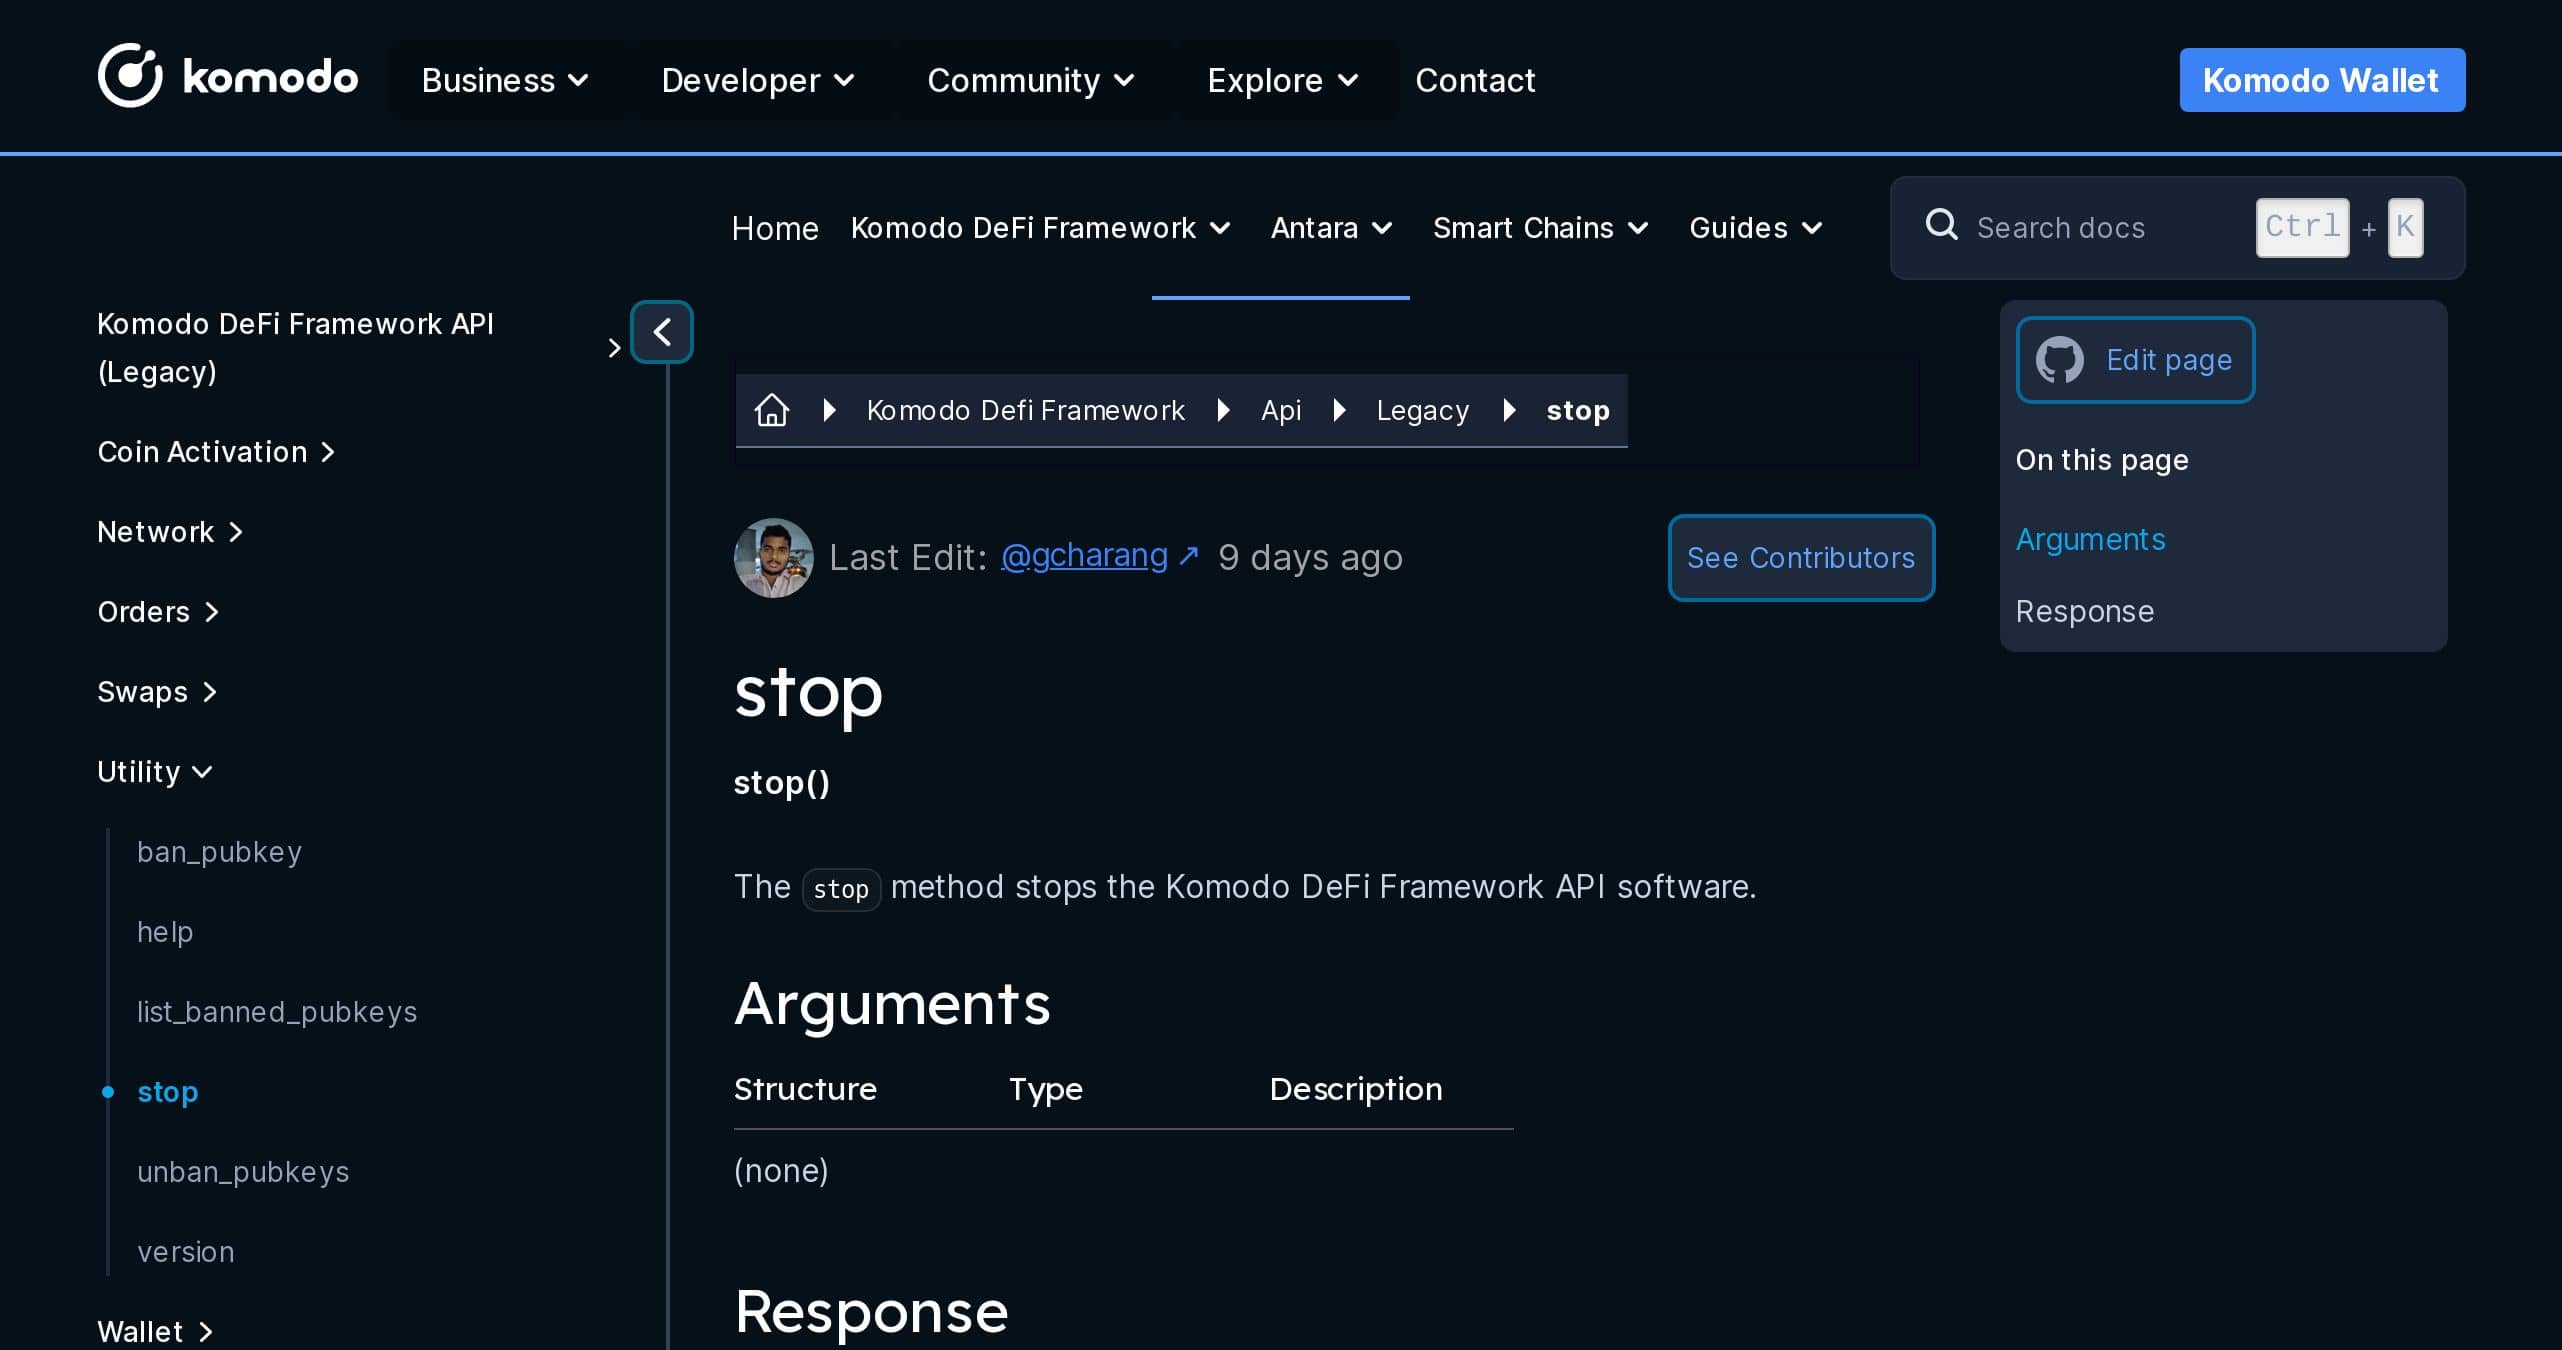 komodo Business Developer Community Explore Contact Komodo Wallet
Home Komodo DeFi Framework Antara Smart Chains Guides Search docs Ctrl + K
Komodo DeFi Framework API
(Legacy)
Coin Activation
Network
Orders
Swaps
Utility
ban_pubkey
help
list_banned_pubkeys
stop
unban_pubkeys
version
Wallet
Komodo Defi Framework Api Legacy stop
Last Edit: @gcharang ↗ 9 days ago See Contributors
stop
stop()
The stop method stops the Komodo DeFi Framework API software.
Arguments
Structure Type Description
(none)
Response
Edit page
On this page
Arguments
Response